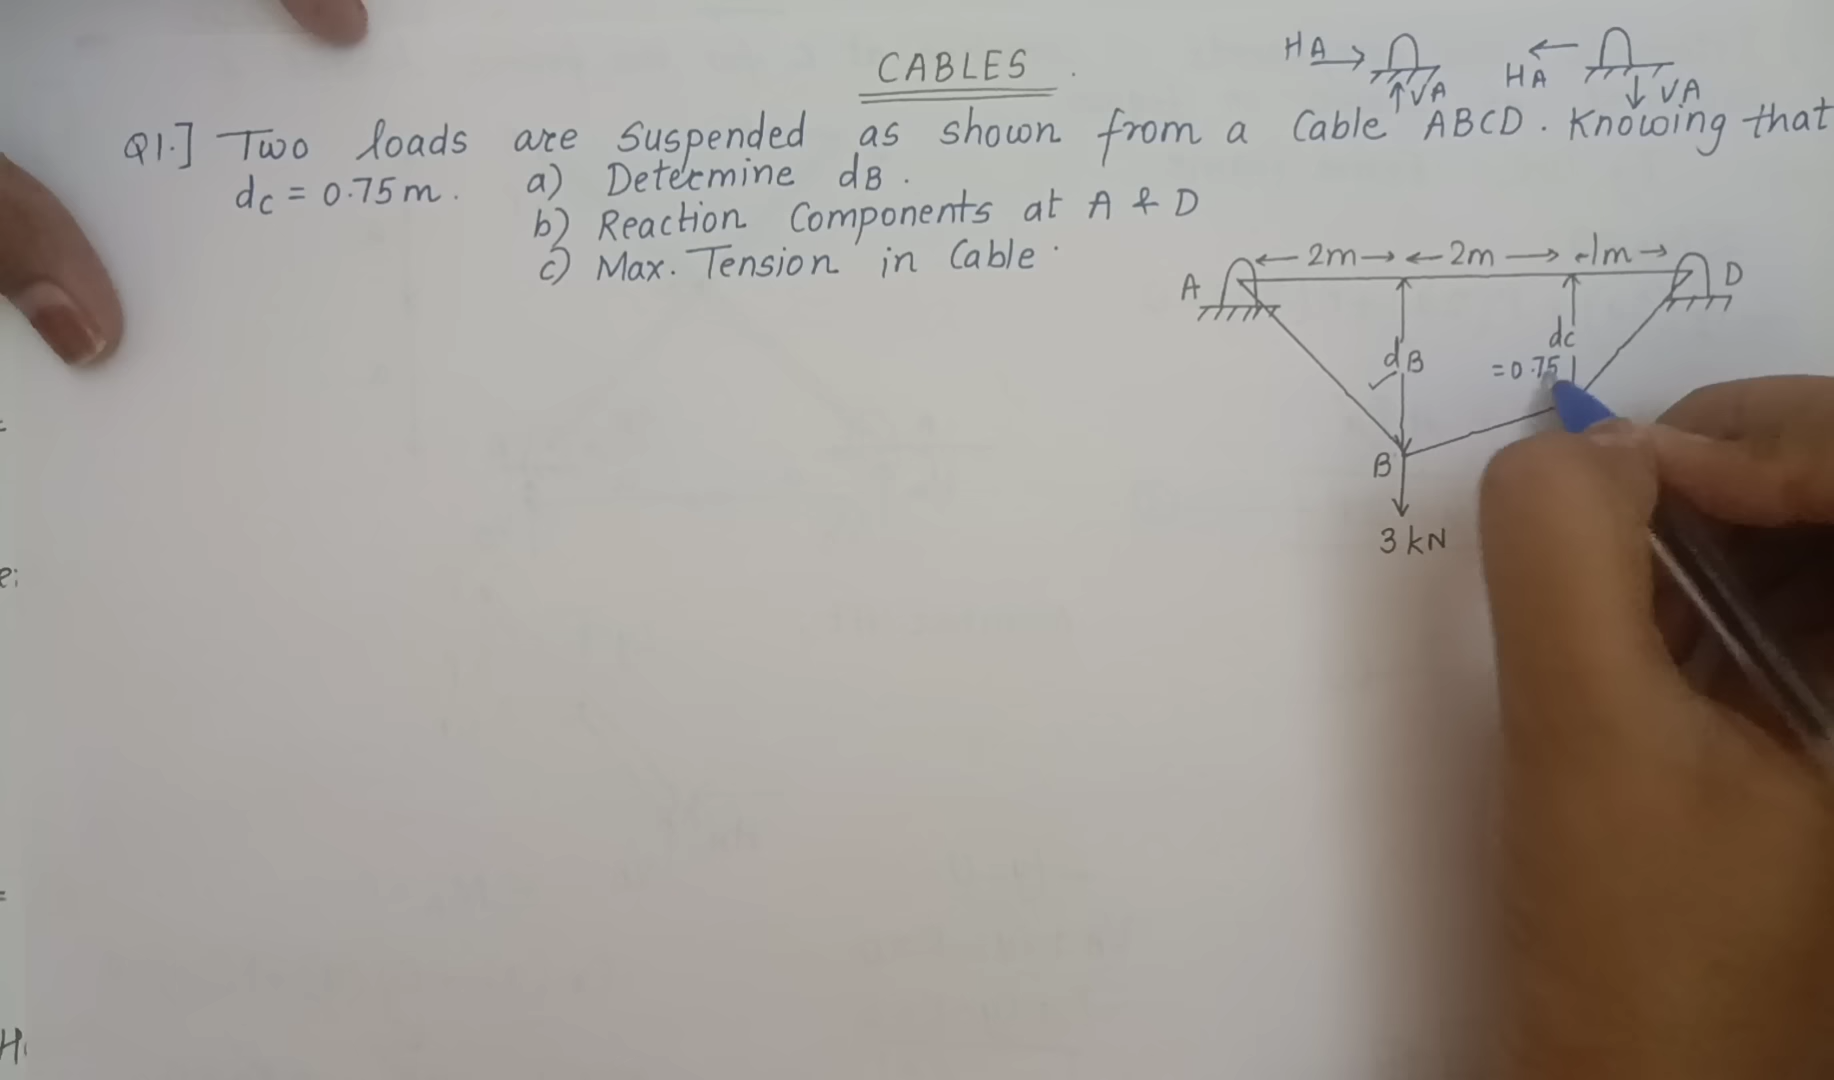 CABLES
HA VA HA VA
Q1.] Two loads are suspended as shown from a Cable ABCD. Knowing that
dc = 0.75m. a) Determine dB.
b) Reaction Components at A & D
c) Max. Tension in Cable.
2m 2m 1m
A D
dB dc
= 0.75
B
3 kN
e:
=
H